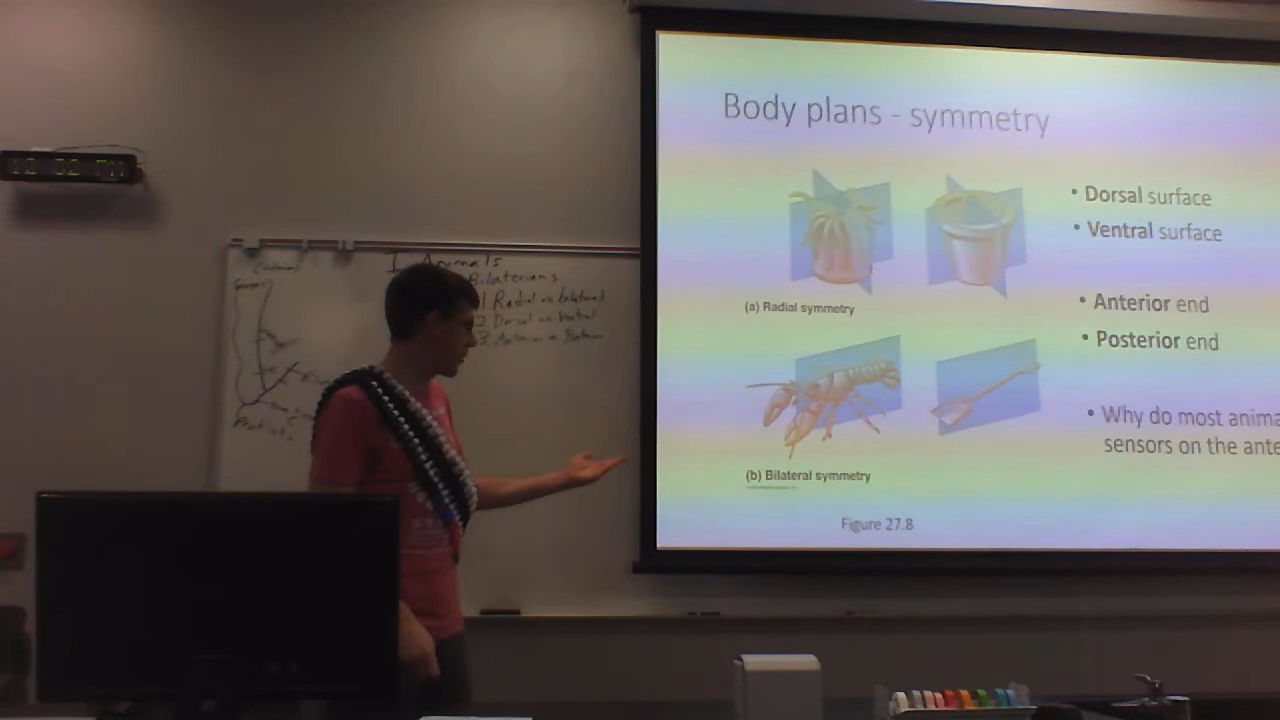 Body plans - symmetry
• Dorsal surface
• Ventral surface
(a) Radial symmetry
• Anterior end
• Posterior end
• Why do most anima
sensors on the ante
(b) Bilateral symmetry
Figure 27.8
I. Animals
Bilaterians
1 Radial vs bilateral
2 Dorsal vs Ventral
3. Anterior vs Posterior